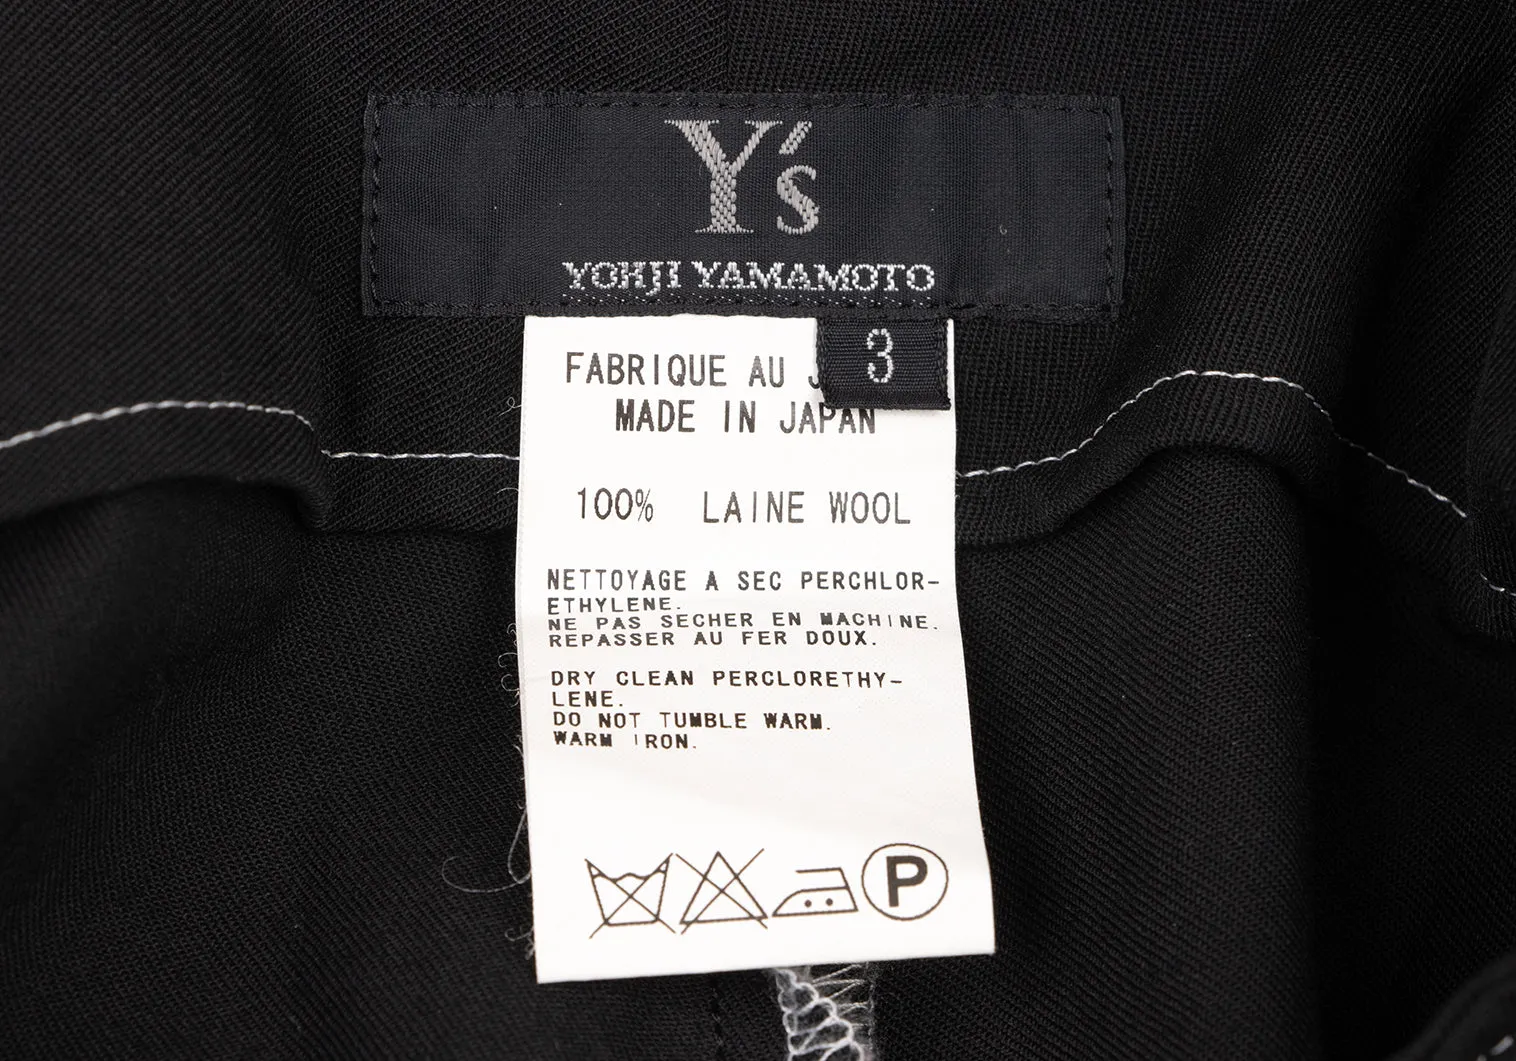 Y's
YOHJI YAMAMOTO
3
FABRIQUE AU
MADE IN JAPAN
100% LAINE WOOL
NETTOYAGE A SEC PERCHLOR-
ETHYLENE.
NE PAS SECHER EN MACHINE.
REPASSER AU FER DOUX.
DRY CLEAN PERCLORETHY-
LENE.
DO NOT TUMBLE WARM.
WARM IRON.
P